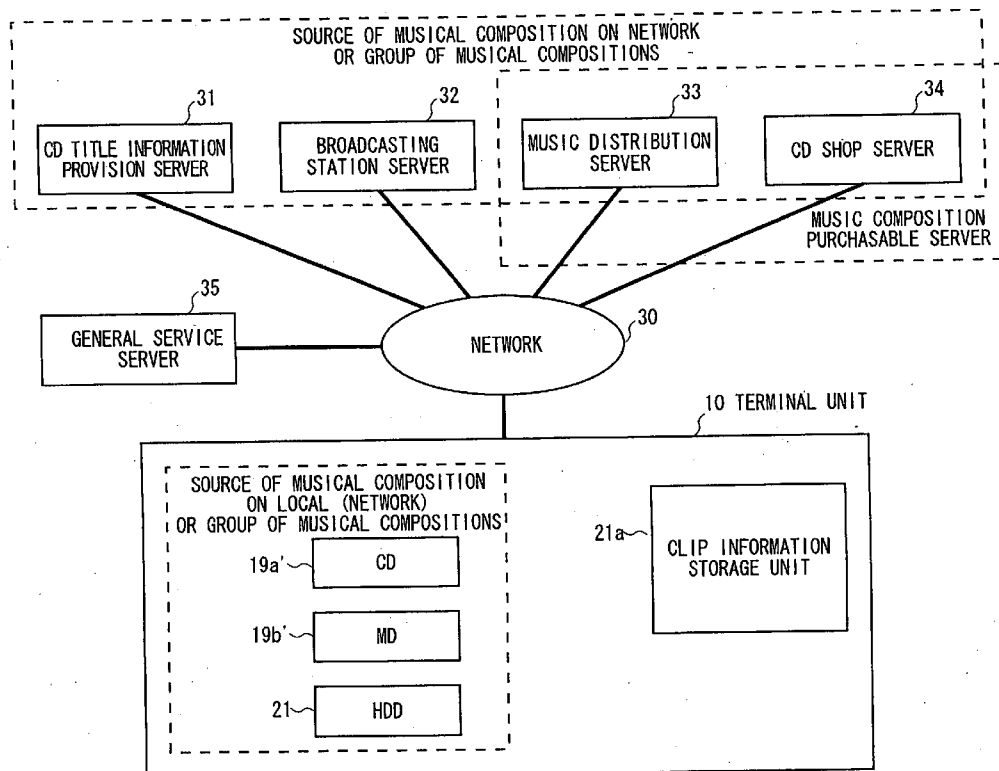 SOURCE OF MUSICAL COMPOSITION ON NETWORK
OR GROUP OF MUSICAL COMPOSITIONS
31
32
33
34
CD TITLE INFORMATION
PROVISION SERVER
BROADCASTING
STATION SERVER
MUSIC DISTRIBUTION
SERVER
CD SHOP SERVER
MUSIC COMPOSITION
PURCHASABLE SERVER
35
GENERAL SERVICE
SERVER
NETWORK
30
10 TERMINAL UNIT
SOURCE OF MUSICAL COMPOSITION
ON LOCAL (NETWORK)
OR GROUP OF MUSICAL COMPOSITIONS
19a' CD
19b' MD
21 HDD
21a
CLIP INFORMATION
STORAGE UNIT